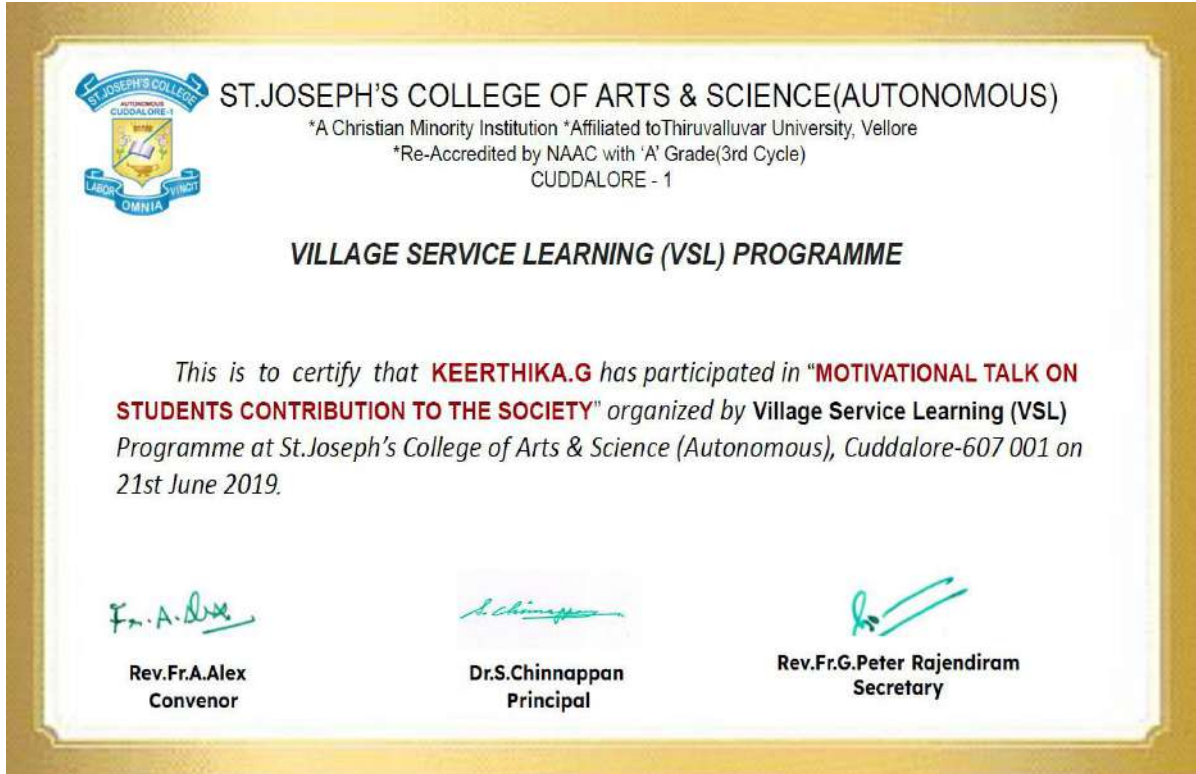 ST.JOSEPH'S COLLEGE
AUTONOMOUS
CUDDALORE-1
LABOR
VINCIT
OMNIA
ST.JOSEPH'S COLLEGE OF ARTS & SCIENCE(AUTONOMOUS)
*A Christian Minority Institution *Affiliated toThiruvalluvar University, Vellore
*Re-Accredited by NAAC with ‘A’ Grade(3rd Cycle)
CUDDALORE - 1
VILLAGE SERVICE LEARNING (VSL) PROGRAMME
This is to certify that KEERTHIKA.G has participated in “MOTIVATIONAL TALK ON
STUDENTS CONTRIBUTION TO THE SOCIETY” organized by Village Service Learning (VSL)
Programme at St.Joseph’s College of Arts & Science (Autonomous), Cuddalore-607 001 on
21st June 2019.
Fr. A. Alex
S. Chinnappan
Rev.Fr.A.Alex
Convenor
Dr.S.Chinnappan
Principal
Rev.Fr.G.Peter Rajendiram
Secretary